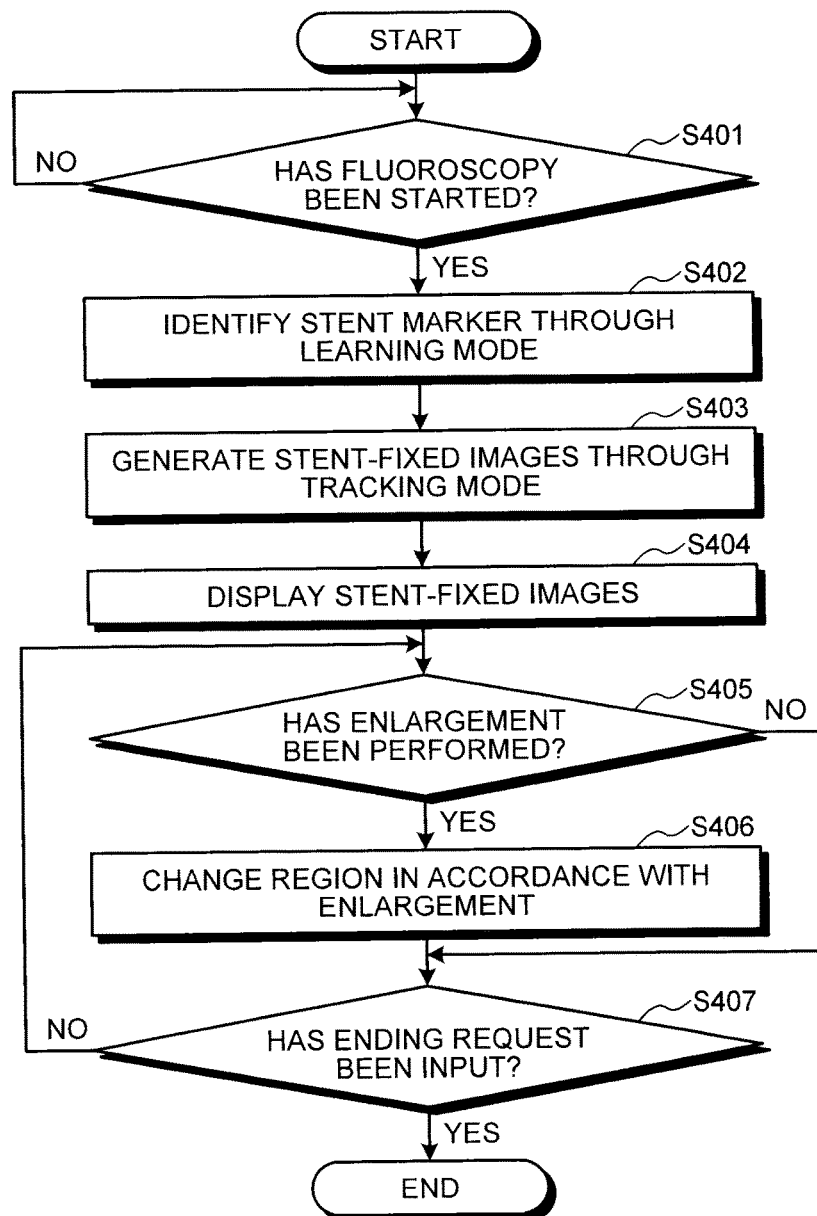 START
S401
HAS FLUOROSCOPY
BEEN STARTED?
NO
YES
S402
IDENTIFY STENT MARKER THROUGH
LEARNING MODE
S403
GENERATE STENT-FIXED IMAGES THROUGH
TRACKING MODE
S404
DISPLAY STENT-FIXED IMAGES
S405
HAS ENLARGEMENT
BEEN PERFORMED?
NO
YES
S406
CHANGE REGION IN ACCORDANCE WITH
ENLARGEMENT
S407
HAS ENDING REQUEST
BEEN INPUT?
NO
YES
END